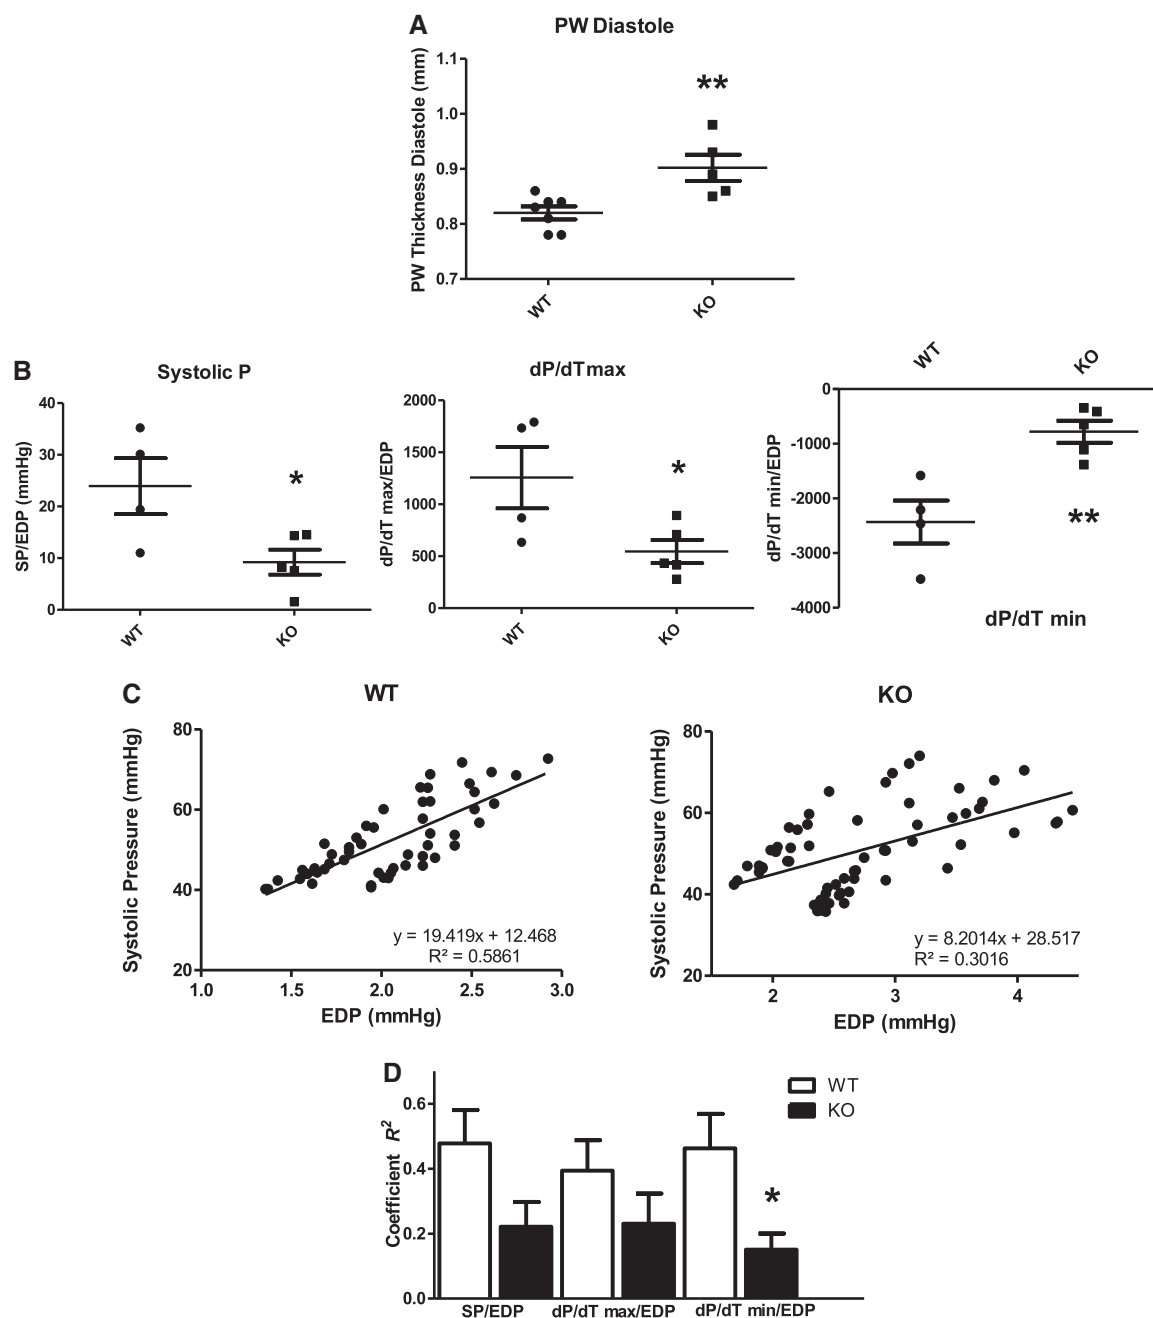 A
PW Diastole
PW Thickness Diastole (mm)
1.1
1.0
0.9
0.8
0.7
**
WT
KO
B
Systolic P
SP/EDP (mmHg)
40
30
20
10
0
*
WT
KO
dP/dTmax
dP/dT max/EDP
2000
1500
1000
500
0
*
WT
KO
WT
KO
dP/dT min/EDP
0
-1000
-2000
-3000
-4000
**
dP/dT min
C
WT
Systolic Pressure (mmHg)
80
60
40
20
y = 19.419x + 12.468
R² = 0.5861
1.0 1.5 2.0 2.5 3.0
EDP (mmHg)
KO
Systolic Pressure (mmHg)
80
60
40
20
y = 8.2014x + 28.517
R² = 0.3016
2 3 4
EDP (mmHg)
D
WT
KO
Coefficient R²
0.6
0.4
0.2
0.0
*
SP/EDP dP/dT max/EDP dP/dT min/EDP